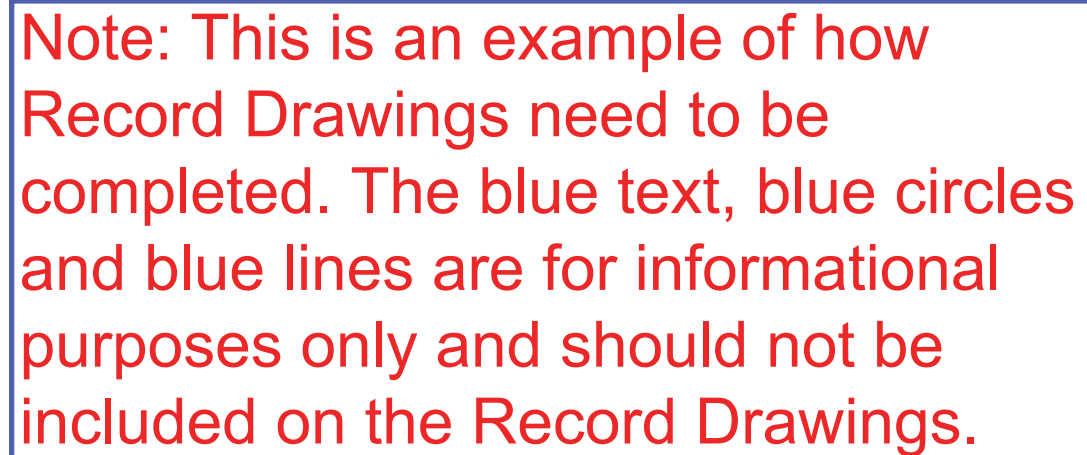 Note: This is an example of how
Record Drawings need to be
completed. The blue text, blue circles
and blue lines are for informational
purposes only and should not be
included on the Record Drawings.